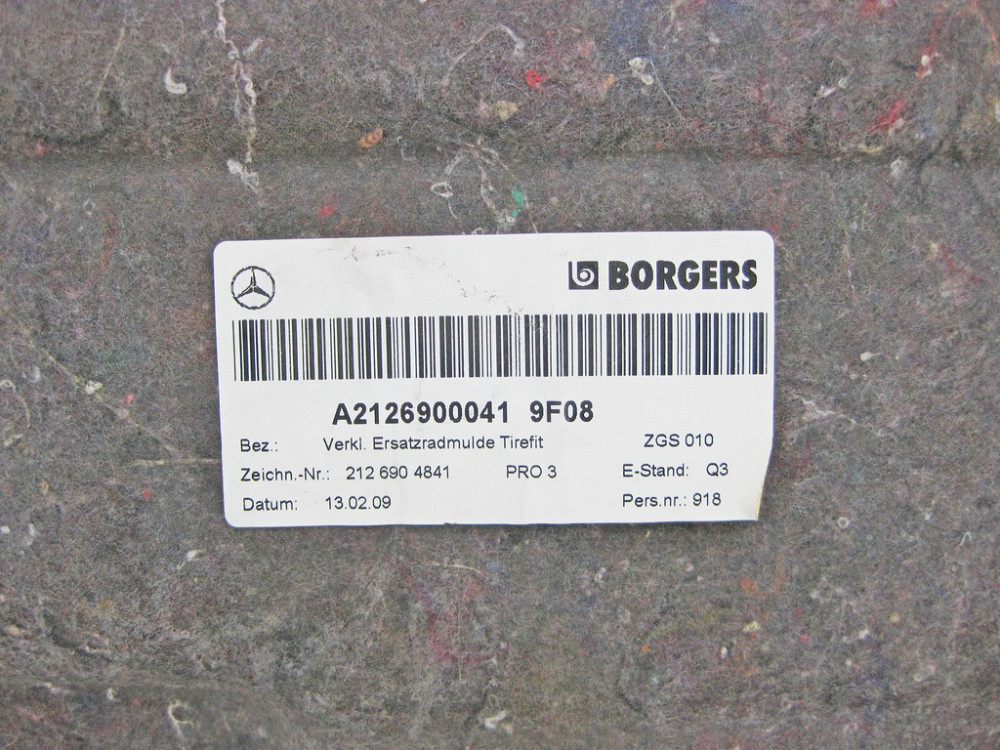 BORGERS
A2126900041 9F08
Bez.: Verkl. Ersatzradmulde Tirefit ZGS 010
Zeichn.-Nr.: 212 690 4841 PRO 3 E-Stand: Q3
Datum: 13.02.09 Pers.nr.: 918